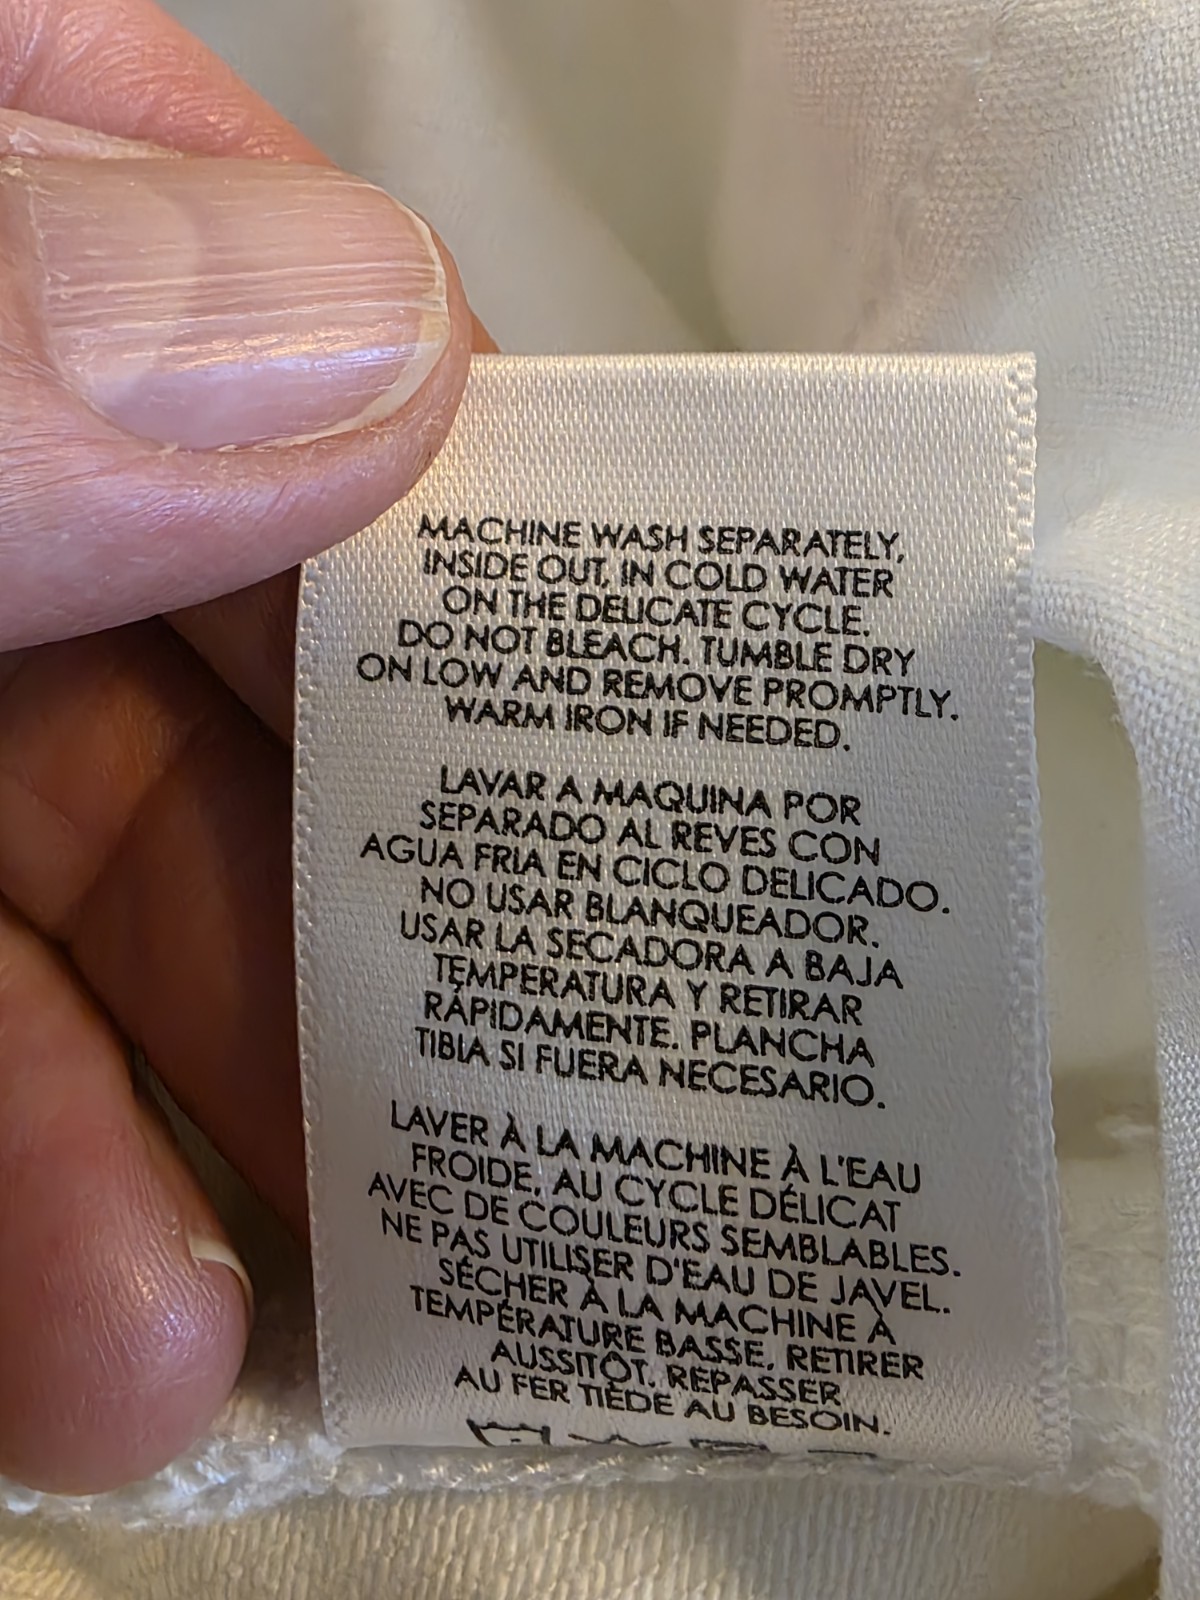 MACHINE WASH SEPARATELY,
INSIDE OUT, IN COLD WATER
ON THE DELICATE CYCLE.
DO NOT BLEACH. TUMBLE DRY
ON LOW AND REMOVE PROMPTLY.
WARM IRON IF NEEDED.
LAVAR A MAQUINA POR
SEPARADO AL REVES CON
AGUA FRIA EN CICLO DELICADO.
NO USAR BLANQUEADOR.
USAR LA SECADORA A BAJA
TEMPERATURA Y RETIRAR
RÁPIDAMENTE. PLANCHA
TIBIA SI FUERA NECESARIO.
LAVER À LA MACHINE À L'EAU
FROIDE, AU CYCLE DÉLICAT
AVEC DE COULEURS SEMBLABLES.
NE PAS UTILISER D'EAU DE JAVEL.
SÉCHER À LA MACHINE À
TEMPÉRATURE BASSE, RETIRER
AUSSITÔT. REPASSER
AU FER TIÈDE AU BESOIN.